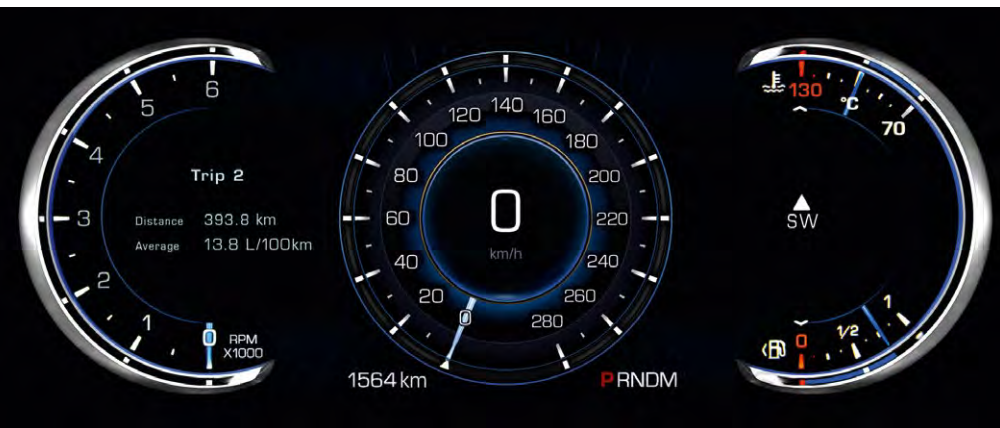 6
5
4
3
2
1
0
RPM
X1000
Trip 2
Distance 393.8 km
Average 13.8 L/100km
0
20
40
60
80
100
120
140
160
180
200
220
240
260
280
0
km/h
1564 km
PRNDM
130
°C
70
SW
0
1/2
1